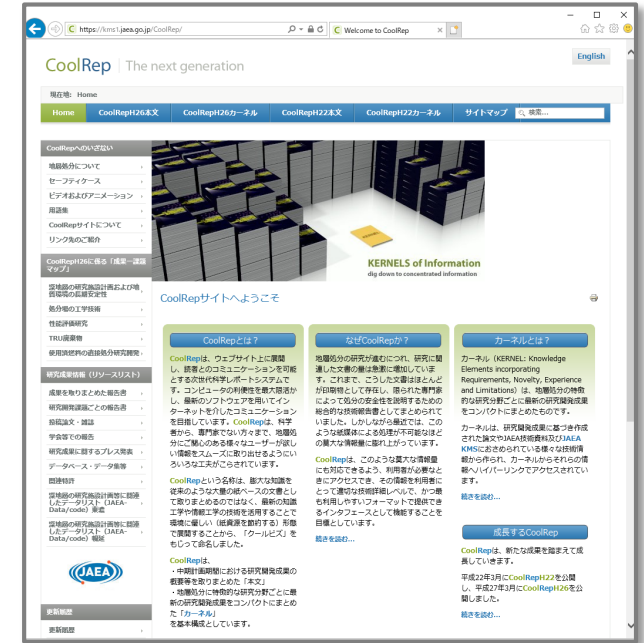 https://kms1.jaea.go.jp/CoolRep/
Welcome to CoolRep
English
CoolRep The next generation
現在地: Home
Home CoolRepH26本文 CoolRepH26カーネル CoolRepH22本文 CoolRepH22カーネル サイトマップ 検索...
CoolRepへのいざない
地層処分について
セーフティケース
ビデオおよびアニメーション
用語集
CoolRepサイトについて
リンク先のご紹介
CoolRepH26に係る「成果－課題
マップ」
深地層の研究施設計画および地
質環境の長期安定性
処分場の工学技術
性能評価研究
TRU廃棄物
使用済燃料の直接処分研究開発
研究成果情報 (リソースリスト)
成果を取りまとめた報告書
研究開発課題ごとの報告書
投稿論文・雑誌
学会等での報告
研究成果に関するプレス発表
データベース・データ集等
関連特許
深地層の研究施設計画等に関連
したデータリスト (JAEA-
Data/code) 東濃
深地層の研究施設計画等に関連
したデータリスト (JAEA-
Data/code) 幌延
JAEA
更新履歴
更新履歴
KERNEL
KERNELS of Information
dig down to concentrated information
CoolRepサイトへようこそ
CoolRepとは？
CoolRepは、ウェブサイト上に展開
し、読者とのコミュニケーションを可能
とする次世代科学レポートシステムで
す。コンピュータの利便性を最大限活か
し、最新のソフトウェアを用いてイン
ターネットを介したコミュニケーション
を目指しています。CoolRepは、科学
者から、専門家でない方々まで、地層処
分にご関心のある様々なユーザーが欲し
い情報をスムーズに取り出せるようにい
ろいろな工夫がこらされています。
CoolRepという名称は、膨大な知識を
従来のような大量の紙ベースの文書とし
て取りまとめるのではなく、最新の知識
工学や情報工学の技術を活用することで
環境に優しい (紙資源を節約する) 形態
で展開することから、「クールビズ」を
もじって命名しました。
CoolRepは、
・中期計画期間における研究開発成果の
概要等を取りまとめた「本文」
・地層処分に特徴的な研究分野ごとに最
新の研究開発成果をコンパクトにまとめ
た「カーネル」
を基本構成としています。
なぜCoolRepか？
地層処分の研究が進むにつれ、研究に関
連した文書の量は急激に増加していま
す。これまで、こうした文書はほとんど
が印刷物として存在し、限られた専門家
によって処分の安全性を説明するための
総合的な技術報告書としてまとめられて
いました。しかしながら最近では、この
ような紙媒体による処理が不可能なほど
の莫大な情報量に膨れ上がっています。
CoolRepは、このような莫大な情報量
にも対応できるよう、利用者が必要なと
きにアクセスでき、その情報を利用者に
とって適切な技術詳細レベルで、かつ最
も利用しやすいフォーマットで提供でき
るインタフェースとして機能することを
目標としています。
続きを読む...
カーネルとは？
カーネル (KERNEL: Knowledge
Elements incorporating
Requirements, Novelty, Experience
and Limitations) は、地層処分の特徴
的な研究分野ごとに最新の研究開発成果
をコンパクトにまとめたものです。
カーネルは、研究開発成果に基づき作成
された論文やJAEA技術資料及びJAEA
KMSにおさめられている様々な技術情
報から作られ、カーネルからそれらの情
報へハイパーリンクでアクセスされてい
ます。
続きを読む...
成長するCoolRep
CoolRepは、新たな成果を踏まえて成
長していきます。
平成22年3月にCoolRepH22を公開
し、平成27年3月にCoolRepH26を公
開しました。
続きを読む...